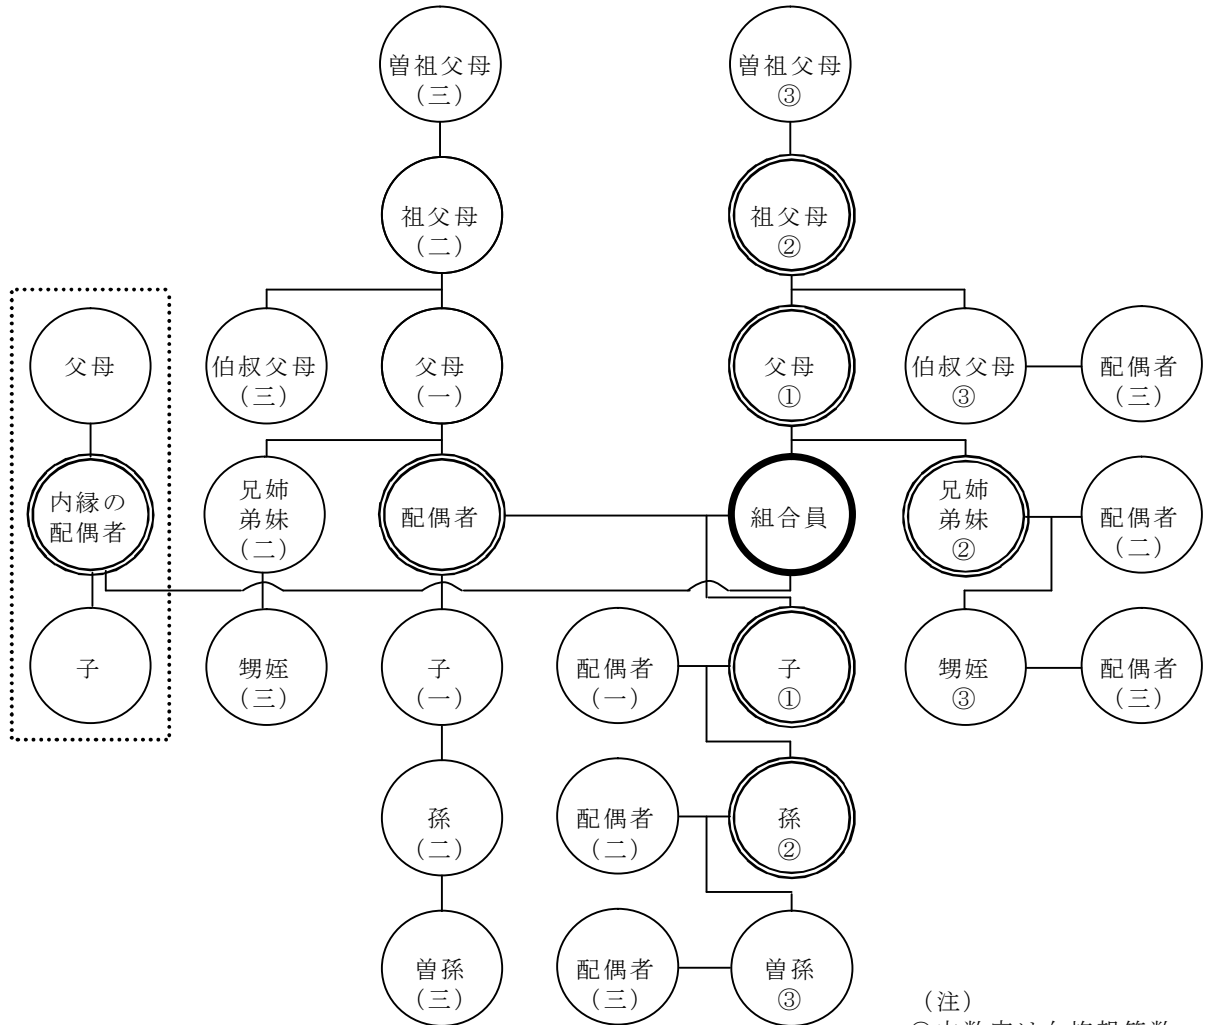 曽祖父母
(三)
曽祖父母
③
祖父母
(二)
祖父母
②
父母
伯叔父母
(三)
父母
(一)
父母
①
伯叔父母
③
配偶者
(三)
内縁の
配偶者
兄姉
弟妹
(二)
配偶者
組合員
兄姉
弟妹
②
配偶者
(二)
子
甥姪
(三)
子
(一)
配偶者
(一)
子
①
甥姪
③
配偶者
(三)
孫
(二)
配偶者
(二)
孫
②
曽孫
(三)
配偶者
(三)
曽孫
③
(注)